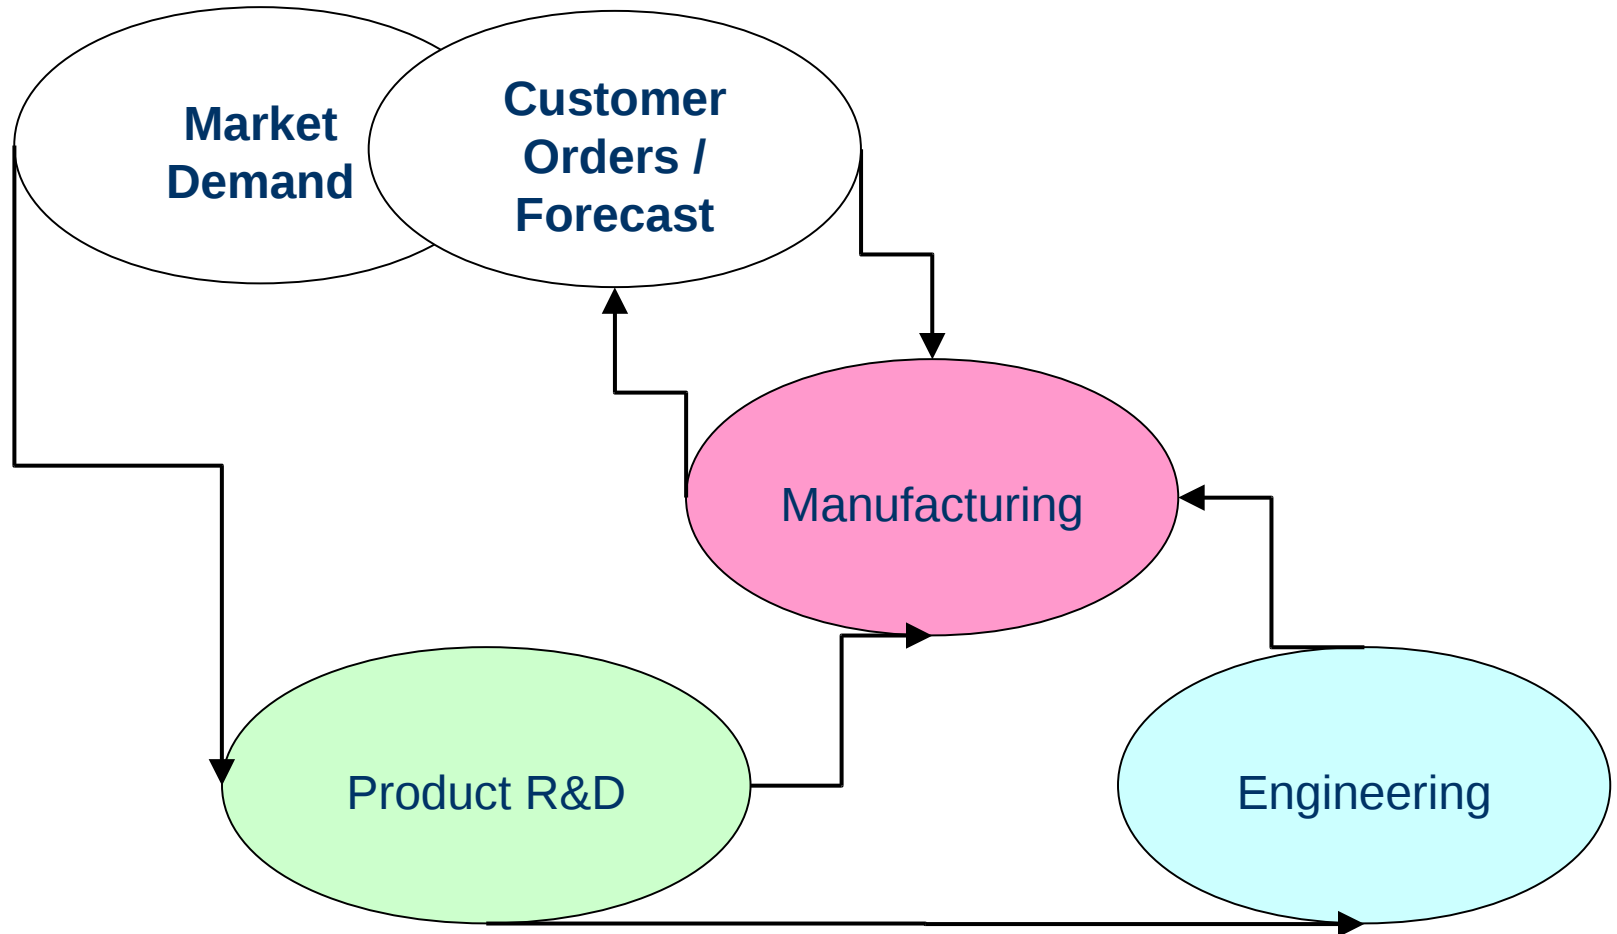 Market
Demand
Customer
Orders /
Forecast
Manufacturing
Product R&D
Engineering